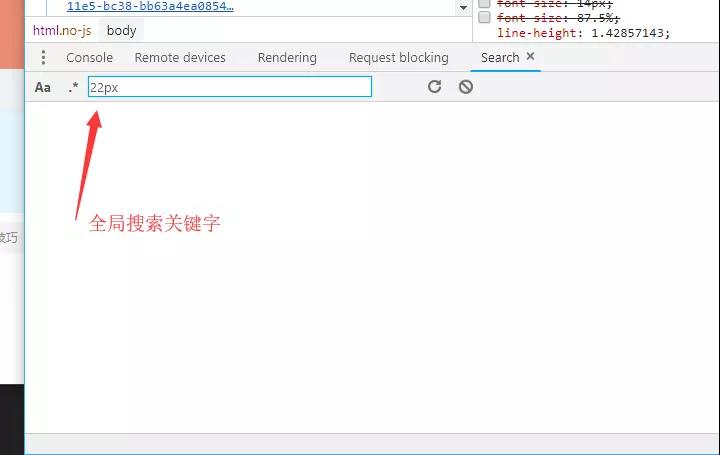 11e5-bc38-bb63a4ea0854…
font-size: 14px;
font-size: 87.5%;
line-height: 1.42857143;
html.no-js body
Console Remote devices Rendering Request blocking Search ×
Aa .* 22px
全局搜索关键字
技巧